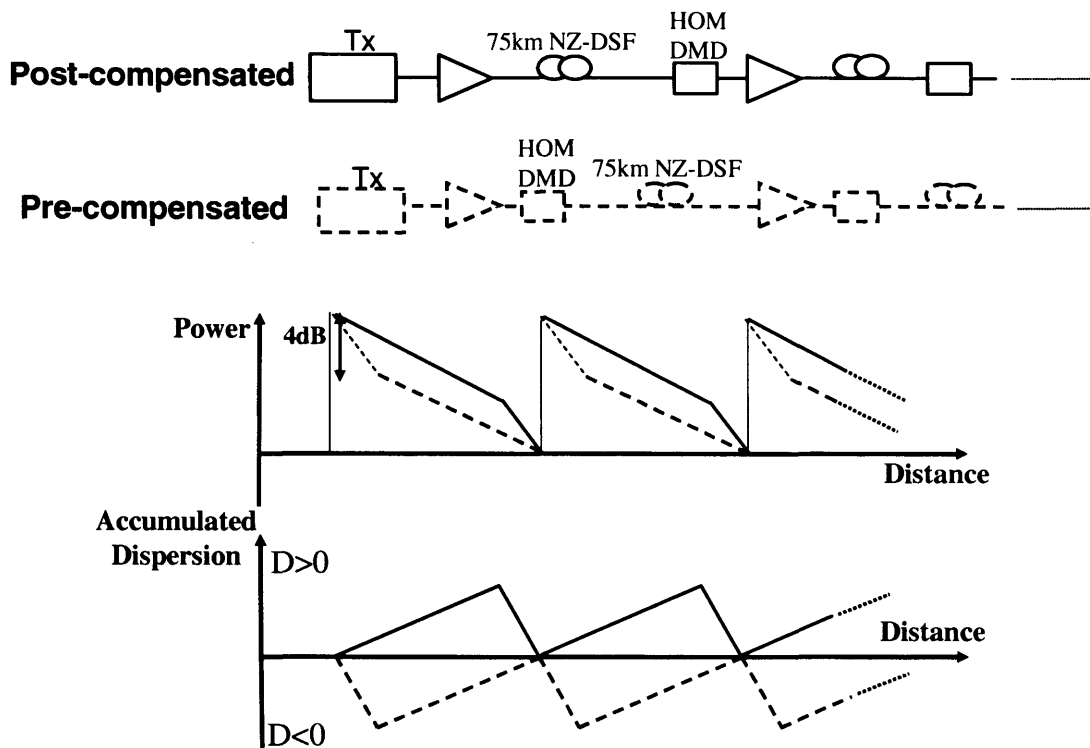 Tx
75km NZ-DSF
HOM
DMD
Post-compensated
HOM
DMD
Tx
75km NZ-DSF
Pre-compensated
Power
4dB
Distance
Accumulated
Dispersion
D>0
Distance
D<0